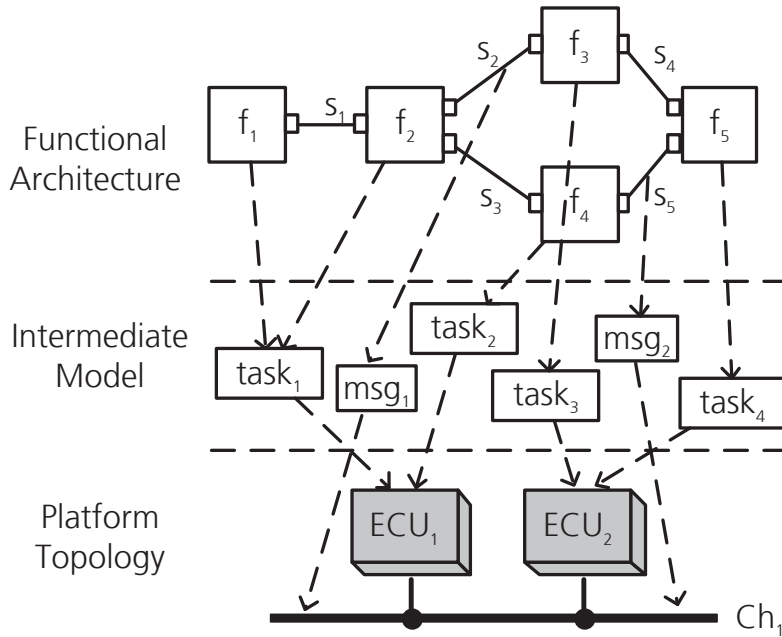 f₃
s₂
s₄
f₁
s₁
f₂
f₅
Functional
Architecture
s₃
f₄
s₅
Intermediate
Model
task₂
msg₂
task₁
msg₁
task₃
task₄
Platform
Topology
ECU₁
ECU₂
Ch₁